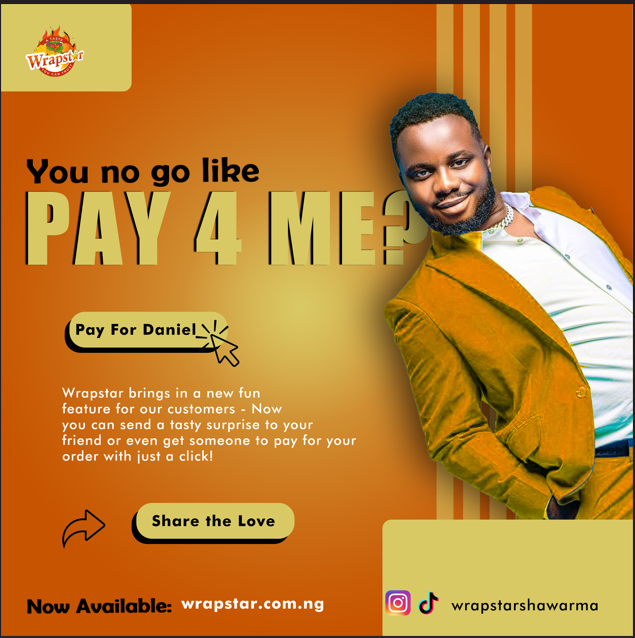 Wrapstar
You no go like
PAY 4 ME?
Pay For Daniel
Wrapstar brings in a new fun
feature for our customers - Now
you can send a tasty surprise to your
friend or even get someone to pay for your
order with just a click!
Share the Love
Now Available: wrapstar.com.ng
wrapstarshawarma